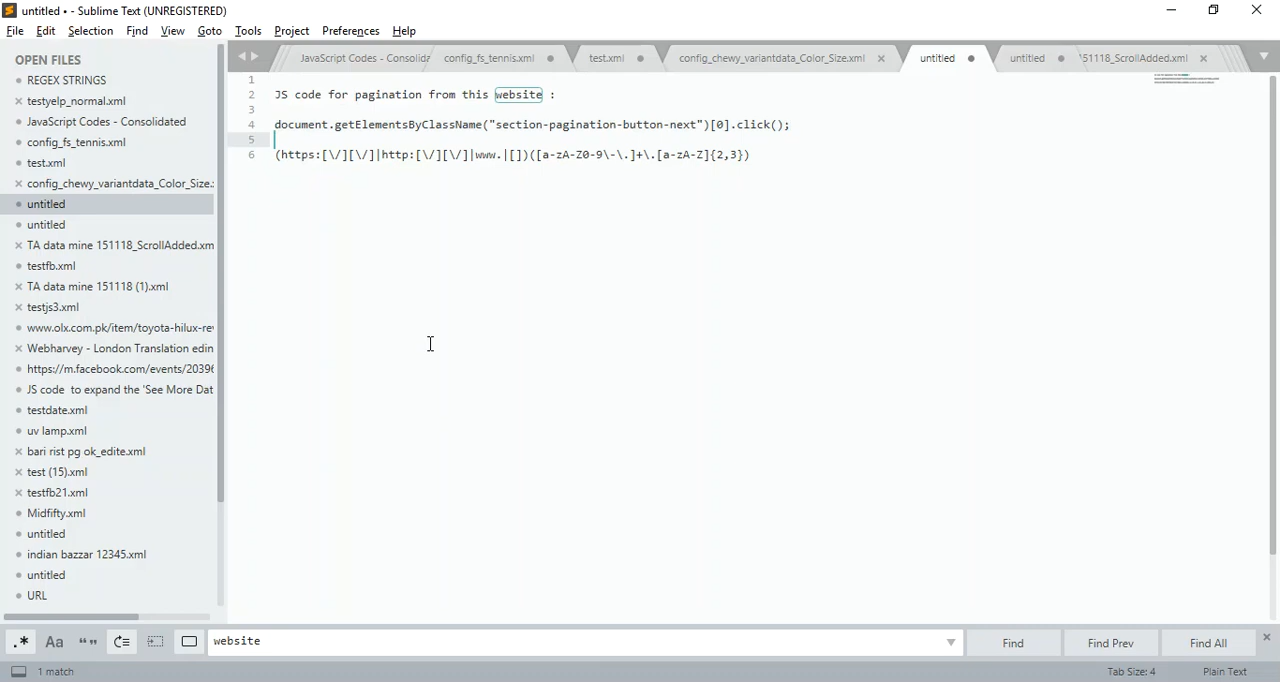 untitled • - Sublime Text (UNREGISTERED)
File Edit Selection Find View Goto Tools Project Preferences Help
OPEN FILES
REGEX STRINGS
testyelp_normal.xml
JavaScript Codes - Consolidated
config_fs_tennis.xml
test.xml
config_chewy_variantdata_Color_Size.
untitled
untitled
TA data mine 151118_ScrollAdded.xm
testfb.xml
TA data mine 151118 (1).xml
testjs3.xml
www.olx.com.pk/item/toyota-hilux-re
Webharvey - London Translation edin
https://m.facebook.com/events/20396
JS code  to expand the 'See More Dat
testdate.xml
uv lamp.xml
bari rist pg ok_edite.xml
test (15).xml
testfb21.xml
Midfifty.xml
untitled
indian bazzar 12345.xml
untitled
URL
JavaScript Codes - Consolida config_fs_tennis.xml test.xml config_chewy_variantdata_Color_Size.xml untitled untitled 151118_ScrollAdded.xml
1
2 JS code for pagination from this website :
3
4 document.getElementsByClassName("section-pagination-button-next")[0].click();
5
6 (https:[\/][\/]|http:[\/][\/]|www.|[])([a-zA-Z0-9\-\.]+\.[a-zA-Z]{2,3})
.* Aa “” website Find Find Prev Find All
1 match Tab Size: 4 Plain Text